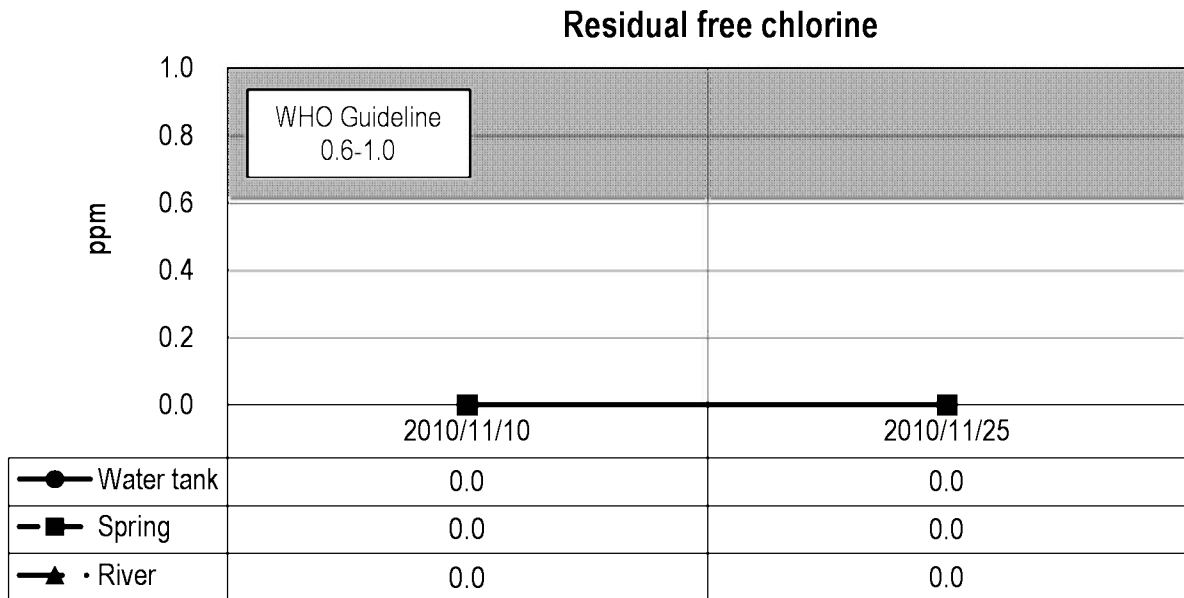 Residual free chlorine
1.0
WHO Guideline
0.6-1.0
0.8
0.6
ppm
0.4
0.2
0.0
2010/11/10 2010/11/25
Water tank 0.0 0.0
Spring 0.0 0.0
River 0.0 0.0